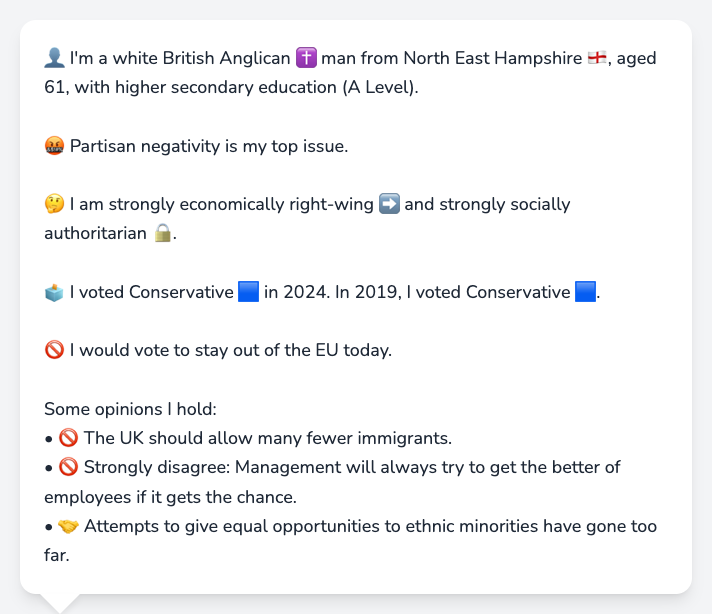 👤 I'm a white British Anglican ✝️ man from North East Hampshire 🏴󠁧󠁢󠁥󠁮󠁧󠁿, aged
61, with higher secondary education (A Level).
🤬 Partisan negativity is my top issue.
🤔 I am strongly economically right-wing ➡️ and strongly socially
authoritarian 🔒.
🗳️ I voted Conservative 🟦 in 2024. In 2019, I voted Conservative 🟦.
🚫 I would vote to stay out of the EU today.
Some opinions I hold:
• 🚫 The UK should allow many fewer immigrants.
• 🚫 Strongly disagree: Management will always try to get the better of
employees if it gets the chance.
• 🤝 Attempts to give equal opportunities to ethnic minorities have gone too
far.